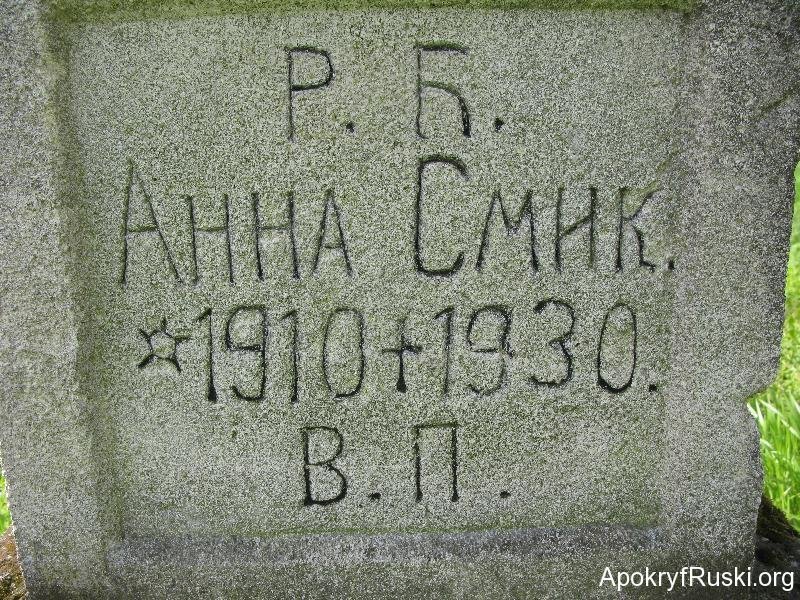 Р. Б.
Анна Смик.
☆1910✝1930.
В. П.
ApokryfRuski.org